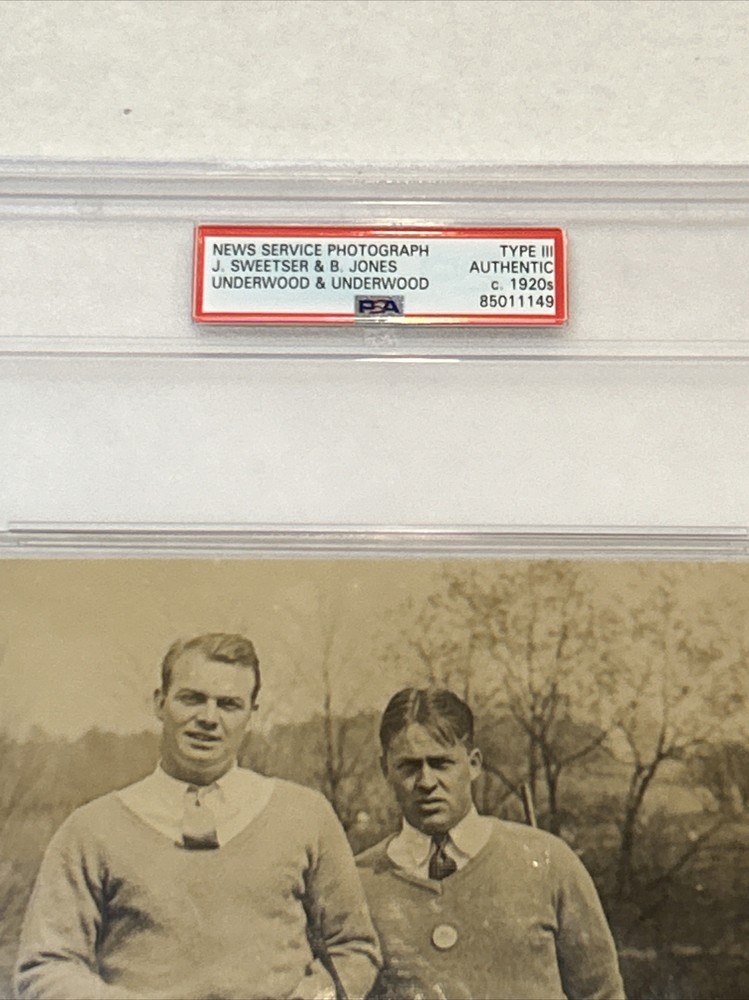 NEWS SERVICE PHOTOGRAPH TYPE III
J. SWEETSER & B. JONES AUTHENTIC
UNDERWOOD & UNDERWOOD c. 1920s
PSA 85011149